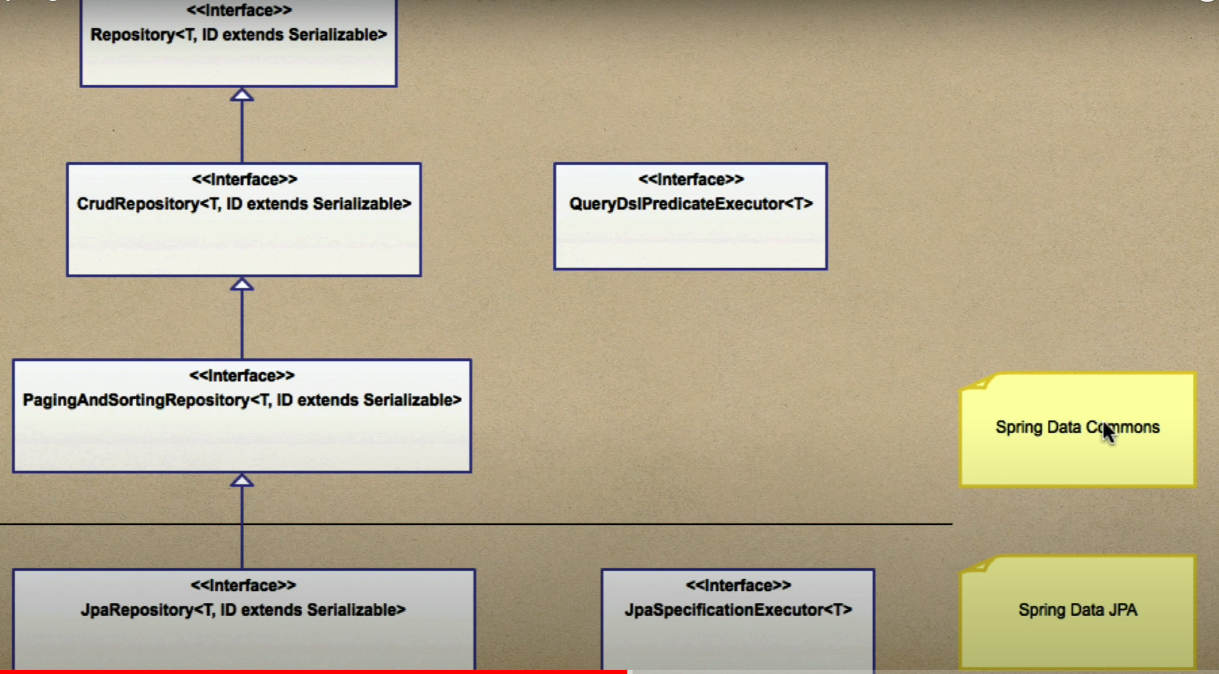 <<Interface>>
Repository<T, ID extends Serializable>
<<Interface>>
CrudRepository<T, ID extends Serializable>
<<Interface>>
QueryDslPredicateExecutor<T>
<<Interface>>
PagingAndSortingRepository<T, ID extends Serializable>
Spring Data Commons
<<Interface>>
JpaRepository<T, ID extends Serializable>
<<Interface>>
JpaSpecificationExecutor<T>
Spring Data JPA